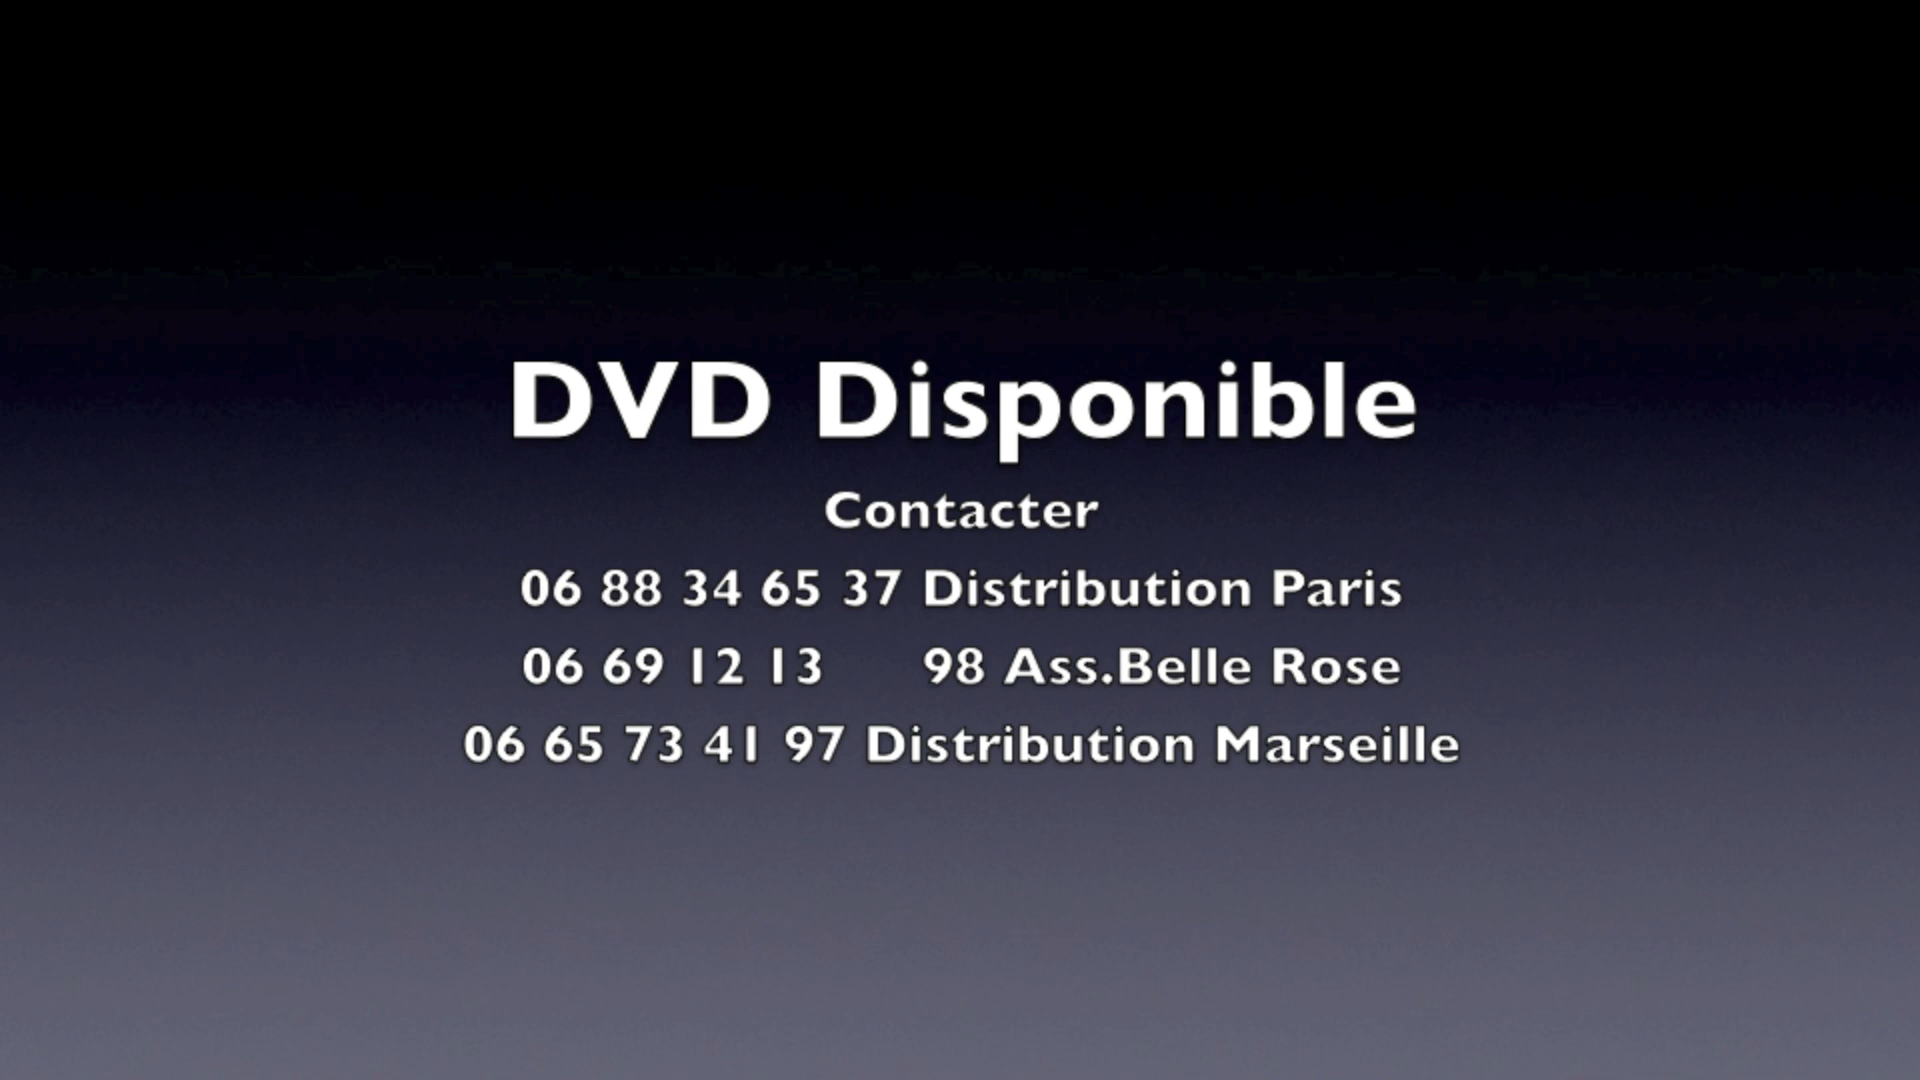 DVD Disponible
Contacter
06 88 34 65 37 Distribution Paris
06 69 12 13 98 Ass.Belle Rose
06 65 73 41 97 Distribution Marseille